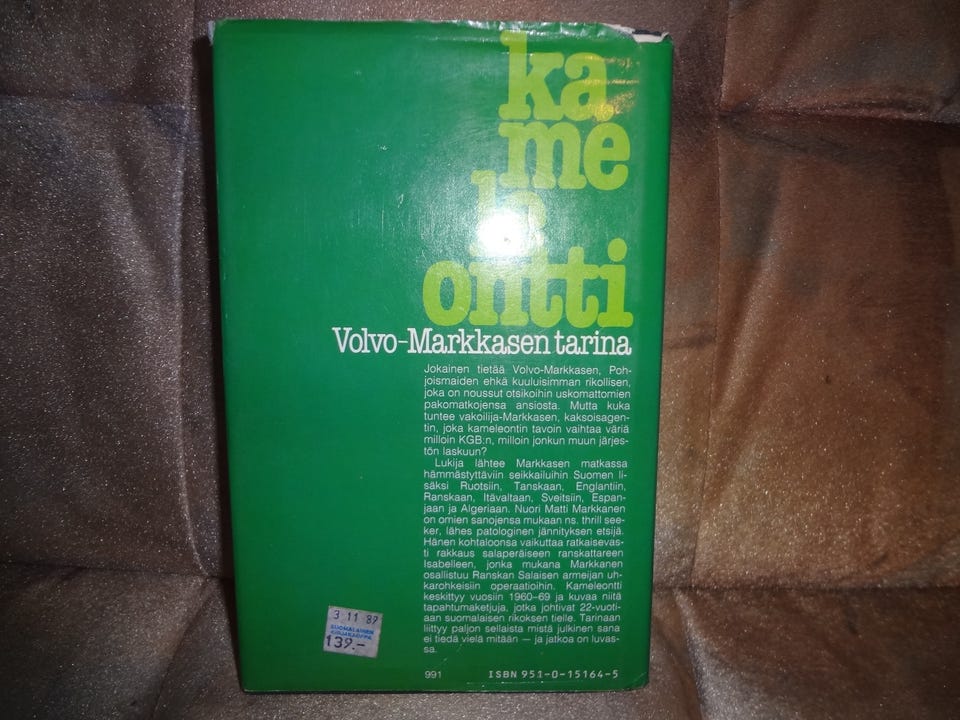 ka
me
le
ontti
Volvo-Markkasen tarina
Jokainen tietää Volvo-Markkasen, Poh-
joismaiden ehkä kuuluisimman rikollisen,
joka on noussut otsikoihin uskomattomien
pakomatkojensa ansiosta. Mutta kuka
tuntee vakoilija-Markkasen, kaksoisagen-
tin, joka kameleontin tavoin vaihtaa väriä
milloin KGB:n, milloin jonkun muun järjes-
tön laskuun?
Lukija lähtee Markkasen matkassa
hämmästyttäviin seikkailuihin Suomen li-
säksi Ruotsiin, Tanskaan, Englantiin,
Ranskaan, Itävaltaan, Sveitsiin, Espan-
jaan ja Algeriaan. Nuori Matti Markkanen
on omien sanojensa mukaan ns. thrill see-
ker, lähes patologinen jännityksen etsijä.
Hänen kohtaloonsa vaikuttaa ratkaisevas-
ti rakkaus salaperäiseen ranskattareen
Isabelleen, jonka mukana Markkanen
osallistuu Ranskan Salaisen armeijan uh-
karohkeisiin operaatioihin. Kameleontti
keskittyy vuosiin 1960–69 ja kuvaa niitä
tapahtumaketjuja, jotka johtivat 22-vuoti-
aan suomalaisen rikoksen tielle. Tarinaan
liittyy paljon sellaista mistä julkinen sana
ei tiedä vielä mitään — ja jatkoa on luvas-
sa.
3 11 89
SUOMALAINEN
KIRJAKAUPPA
139.-
991 ISBN 951-0-15164-5